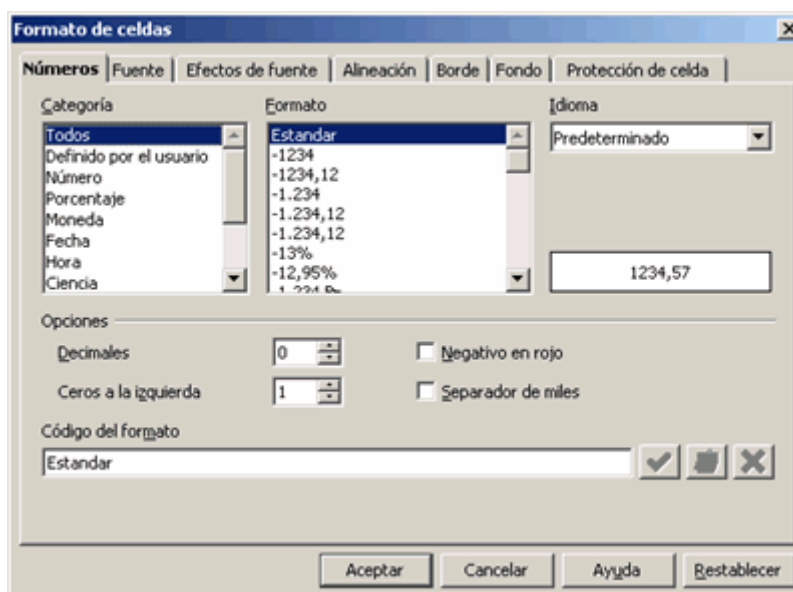 Formato de celdas
Números Fuente Efectos de fuente Alineación Borde Fondo Protección de celda
Categoría Formato Idioma
Todos Estandar Predeterminado
Definido por el usuario -1234
Número -1234,12
Porcentaje -1.234
Moneda -1.234,12
Fecha -1.234,12
Hora -13%
Ciencia -12,95% 1234,57
Opciones
Decimales 0 Negativo en rojo
Ceros a la izquierda 1 Separador de miles
Código del formato
Estandar
Aceptar Cancelar Ayuda Restablecer